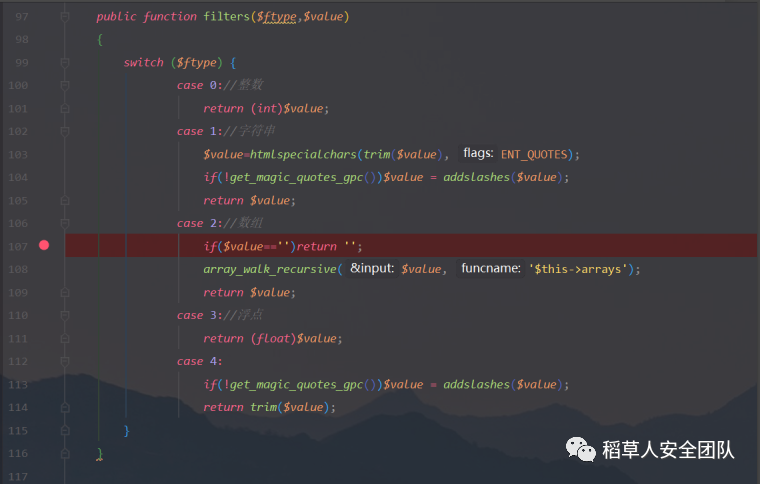 97 public function filters($ftype,$value)
98 {
99 switch ($ftype) {
100 case 0://整数
101 return (int)$value;
102 case 1://字符串
103 $value=htmlspecialchars(trim($value), flags: ENT_QUOTES);
104 if(!get_magic_quotes_gpc())$value = addslashes($value);
105 return $value;
106 case 2://数组
107 if($value=='')return '';
108 array_walk_recursive( &input: $value, funcname: '$this->arrays');
109 return $value;
110 case 3://浮点
111 return (float)$value;
112 case 4:
113 if(!get_magic_quotes_gpc())$value = addslashes($value);
114 return trim($value);
115 }
116 }
117
稻草人安全团队